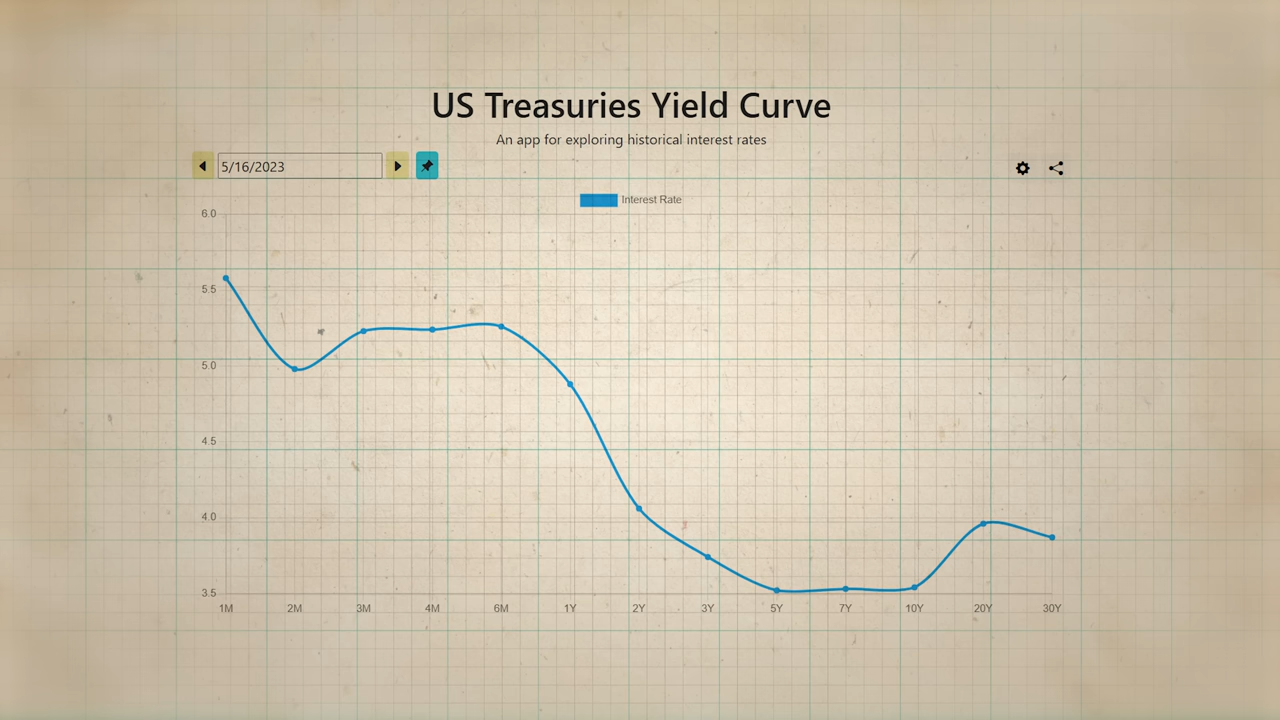 US Treasuries Yield Curve
An app for exploring historical interest rates
5/16/2023
Interest Rate
6.0
5.5
5.0
4.5
4.0
3.5
1M 2M 3M 4M 6M 1Y 2Y 3Y 5Y 7Y 10Y 20Y 30Y